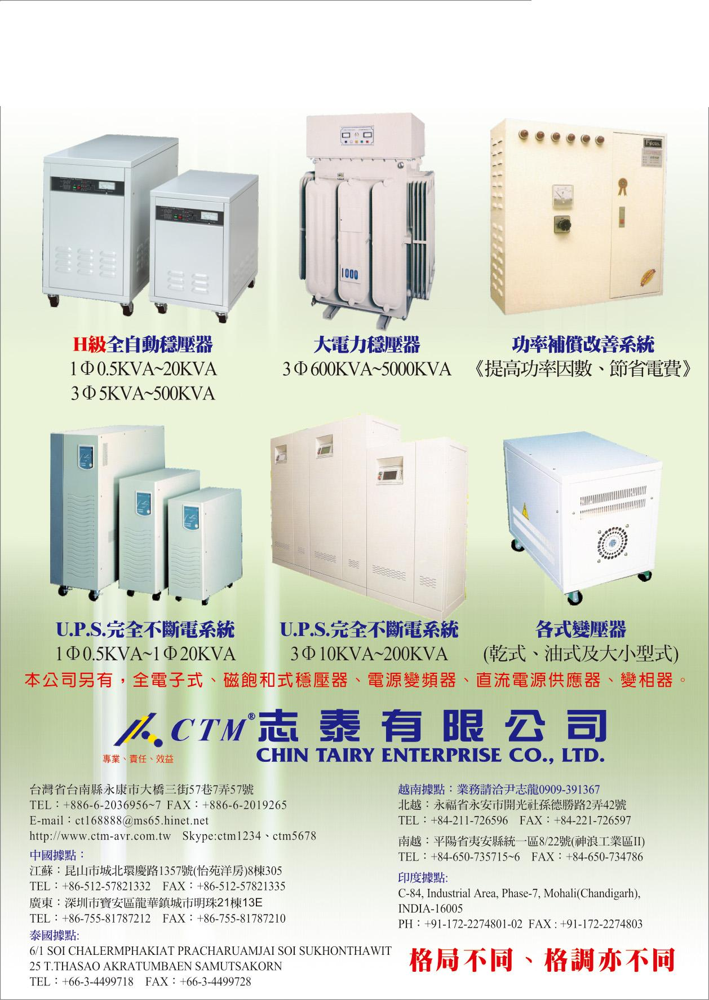 1000
Focus
H級全自動穩壓器
1Φ0.5KVA~20KVA
3Φ5KVA~500KVA
大電力穩壓器
3Φ600KVA~5000KVA
功率補償改善系統
《提高功率因數、節省電費》
U.P.S.完全不斷電系統
1Φ0.5KVA~1Φ20KVA
U.P.S.完全不斷電系統
3Φ10KVA~200KVA
各式變壓器
(乾式、油式及大小型式)
本公司另有，全電子式、磁飽和式穩壓器、電源變頻器、直流電源供應器、變相器。
CTM® 志泰有限公司
專業、責任、效益
CHIN TAIRY ENTERPRISE CO., LTD.
台灣省台南縣永康市大橋三街57巷7弄57號
TEL：+886-6-2036956~7 FAX：+886-6-2019265
E-mail：ct168888@ms65.hinet.net
http://www.ctm-avr.com.tw Skype:ctm1234、ctm5678
中國據點：
江蘇：昆山市城北環慶路1357號(怡苑洋房)8棟305
TEL：+86-512-57821332 FAX：+86-512-57821335
廣東：深圳市寶安區龍華鎮城市明珠21棟13E
TEL：+86-755-81787212 FAX：+86-755-81787210
泰國據點:
6/1 SOI CHALERMPHAKIAT PRACHARUAMJAI SOI SUKHONTHAWIT
25 T.THASAO AKRATUMBAEN SAMUTSAKORN
TEL：+66-3-4499718 FAX：+66-3-4499728
越南據點：業務請洽尹志龍0909-391367
北越：永福省永安市開光社孫德勝路2弄42號
TEL：+84-211-726596 FAX：+84-221-726597
南越：平陽省夷安縣統一區8/22號(神浪工業區II)
TEL：+84-650-735715~6 FAX：+84-650-734786
印度據點:
C-84, Industrial Area, Phase-7, Mohali(Chandigarh),
INDIA-16005
PH：+91-172-2274801-02 FAX : +91-172-2274803
格局不同、格調亦不同